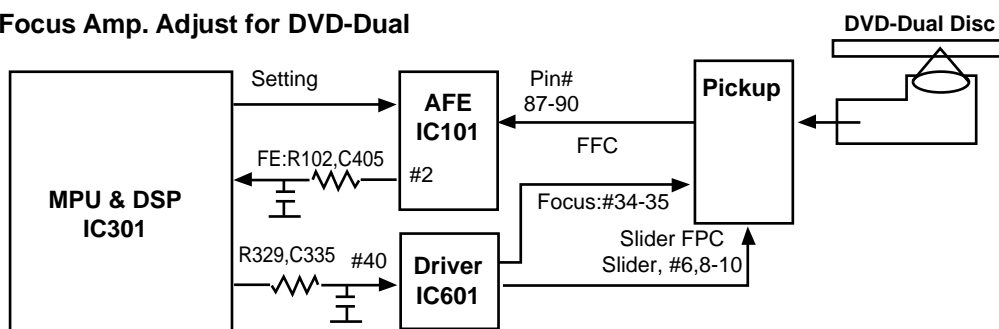 Focus Amp. Adjust for DVD-Dual
DVD-Dual Disc
Setting
AFE
IC101
Pin#
87-90
Pickup
FFC
FE:R102,C405
#2
MPU & DSP
IC301
Focus:#34-35
R329,C335
#40
Driver
IC601
Slider FPC
Slider, #6,8-10